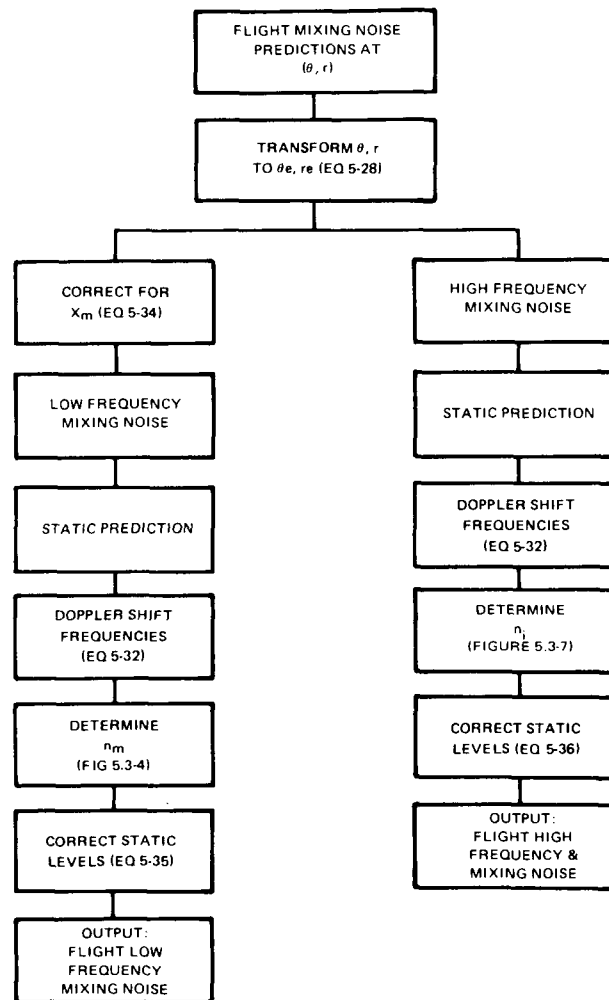 FLIGHT MIXING NOISE
PREDICTIONS AT
(θ, r)
TRANSFORM θ, r
TO θe, re (EQ 5-28)
CORRECT FOR
Xm (EQ 5-34)
LOW FREQUENCY
MIXING NOISE
STATIC PREDICTION
DOPPLER SHIFT
FREQUENCIES
(EQ 5-32)
DETERMINE
nm
(FIG 5.3-4)
CORRECT STATIC
LEVELS (EQ 5-35)
OUTPUT:
FLIGHT LOW
FREQUENCY
MIXING NOISE
HIGH FREQUENCY
MIXING NOISE
STATIC PREDICTION
DOPPLER SHIFT
FREQUENCIES
(EQ 5-32)
DETERMINE
ni
(FIGURE 5.3-7)
CORRECT STATIC
LEVELS (EQ 5-36)
OUTPUT:
FLIGHT HIGH
FREQUENCY &
MIXING NOISE